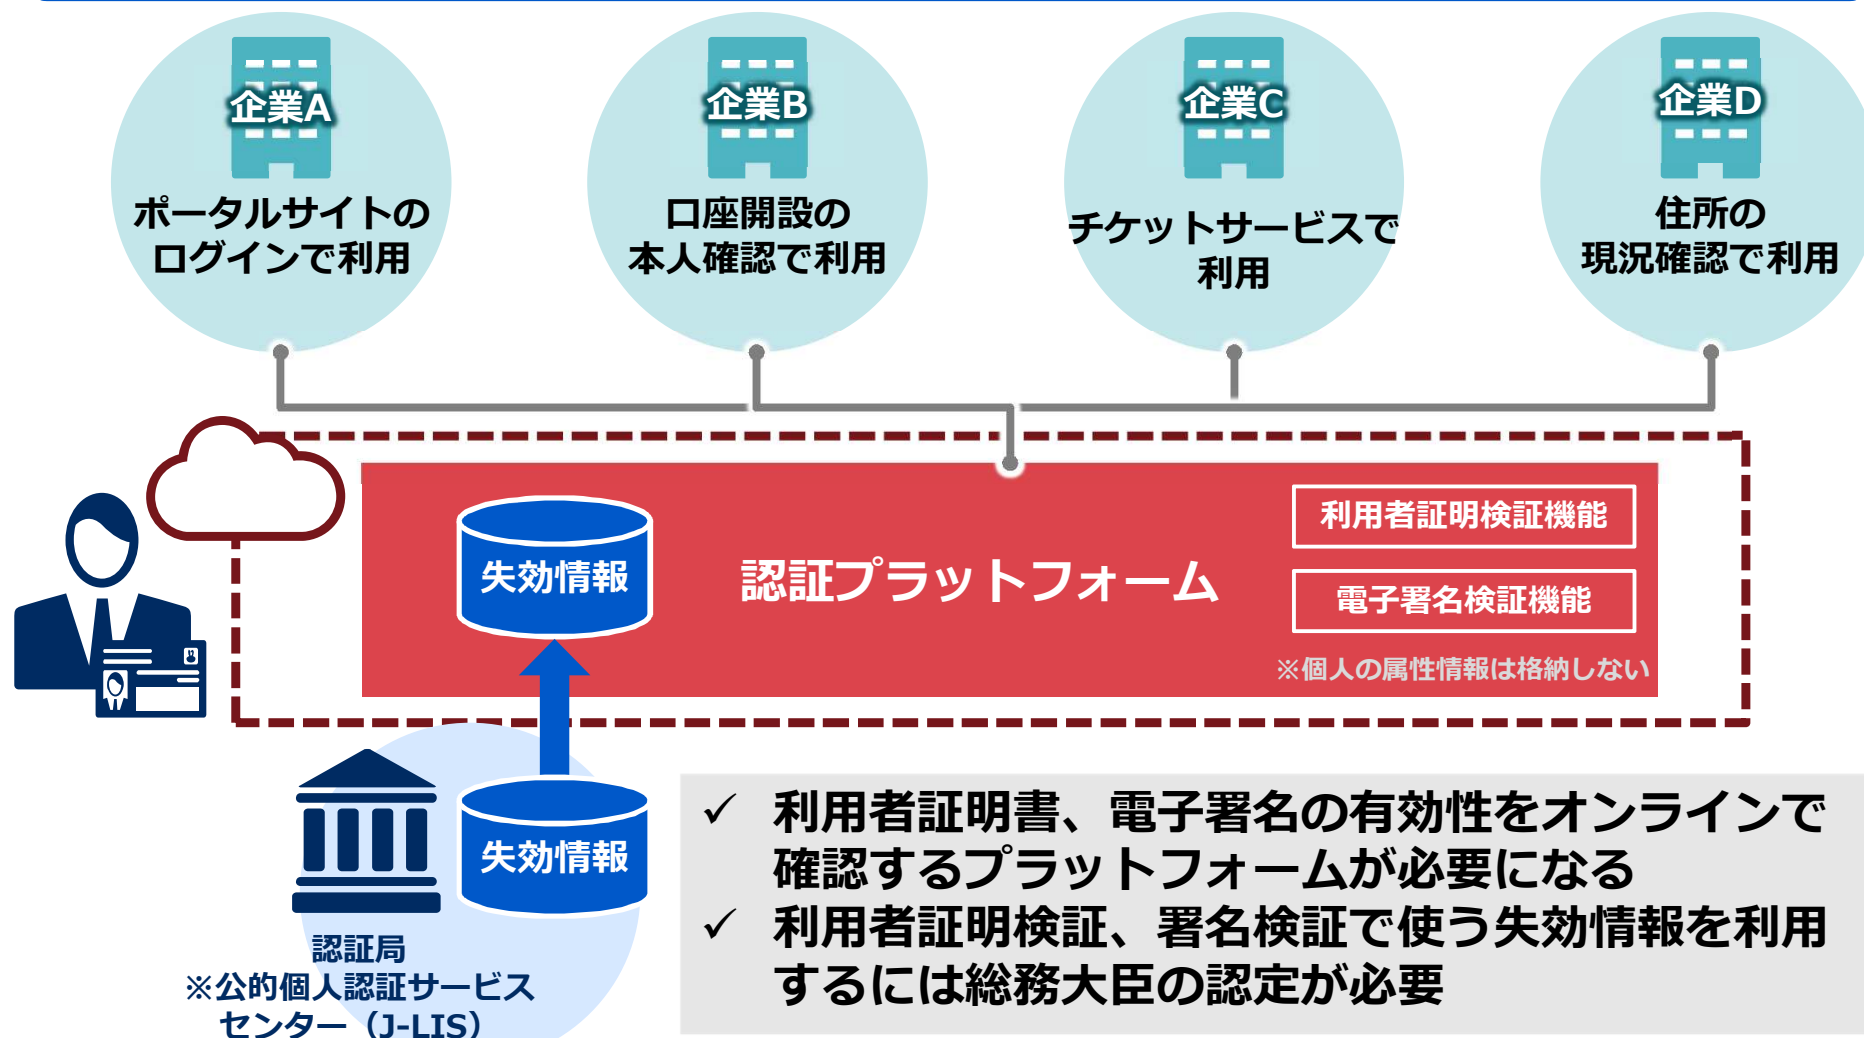 企業A
ポータルサイトの
ログインで利用
企業B
口座開設の
本人確認で利用
企業C
チケットサービスで
利用
企業D
住所の
現況確認で利用
失効情報
認証プラットフォーム
利用者証明検証機能
電子署名検証機能
※個人の属性情報は格納しない
失効情報
認証局
※公的個人認証サービス
センター（J-LIS）
✓ 利用者証明書、電子署名の有効性をオンラインで
確認するプラットフォームが必要になる
✓ 利用者証明検証、署名検証で使う失効情報を利用
するには総務大臣の認定が必要